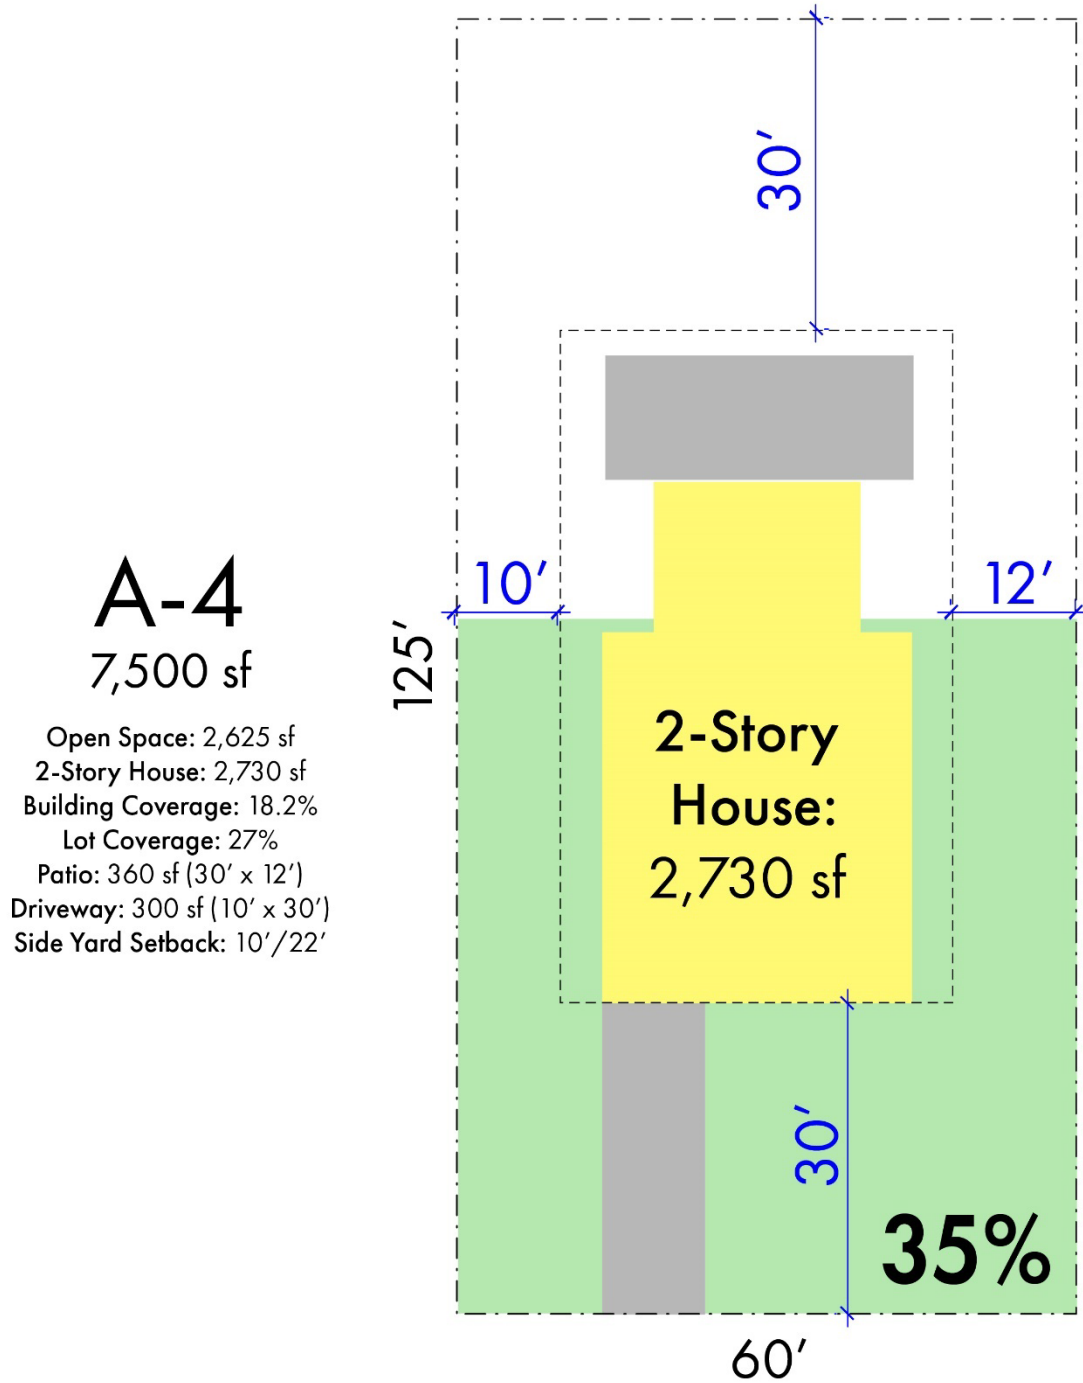 A-4
7,500 sf
Open Space: 2,625 sf
2-Story House: 2,730 sf
Building Coverage: 18.2%
Lot Coverage: 27%
Patio: 360 sf (30’ x 12’)
Driveway: 300 sf (10’ x 30’)
Side Yard Setback: 10’/22’
30’
10’
12’
125’
2-Story
House:
2,730 sf
30’
35%
60’